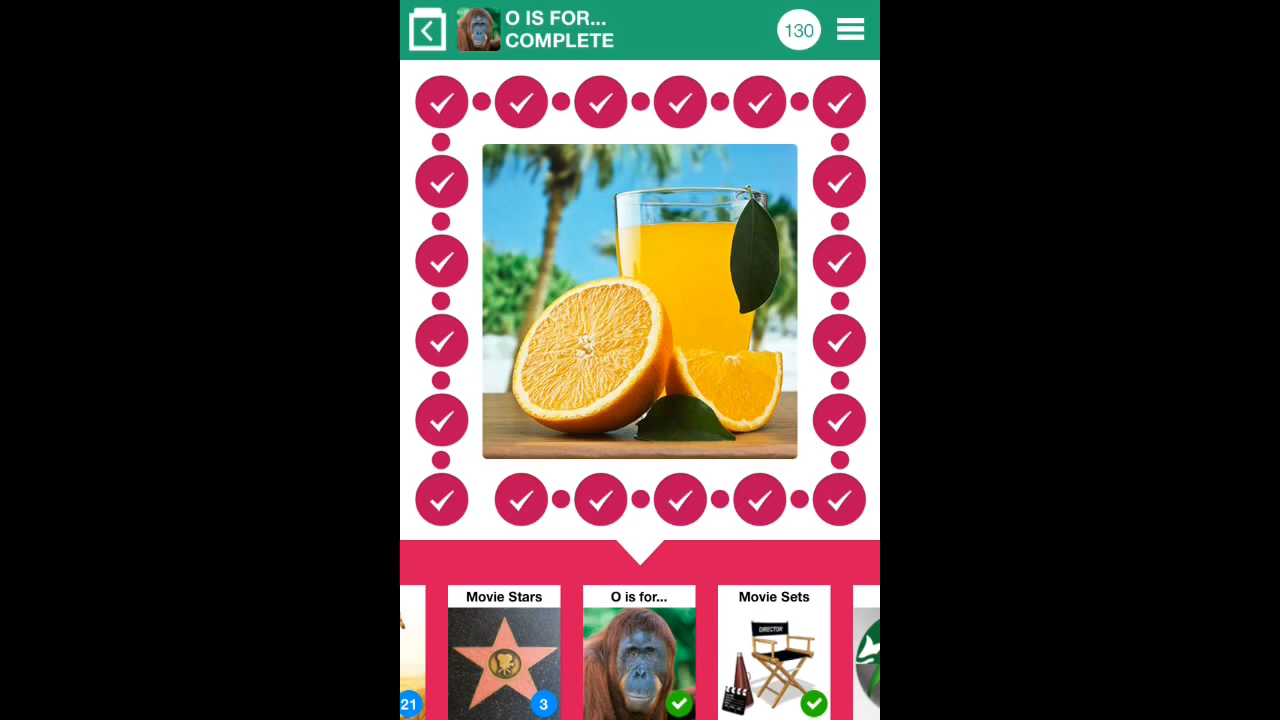 O IS FOR...
COMPLETE
130
Movie Stars
O is for...
Movie Sets
DIRECTOR
21
3